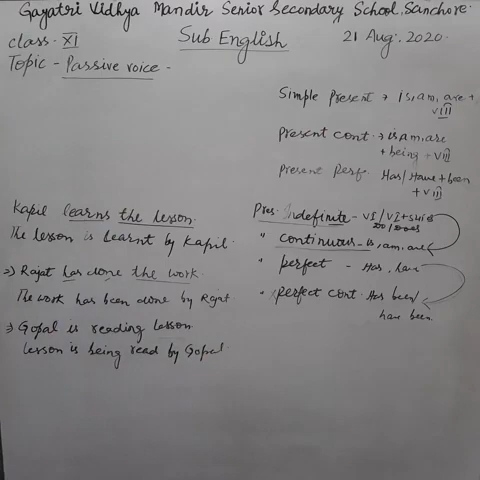 Gayatri Vidhya Mandir Senior Secondary School, Sanchore.
class - XI
Sub English
21 Aug. 2020
Topic - Passive voice -
Simple Present → is, am, are +
VIII
Present Cont. → is am, are
+ being + VIII
Present Perf. Has/Have + been
+ VIII
Kapil learns the lesson.
The lesson is learnt by Kapil.
⇒) Rajat has done the work.
The work has been done by Rajat.
⇒ Gopal is reading lesson
lesson is being read by Gopal.
Pres. Indefinite - VI / VI +
" continuous - is, am, are
" perfect - Has, have
" perfect cont. Has been/
have been